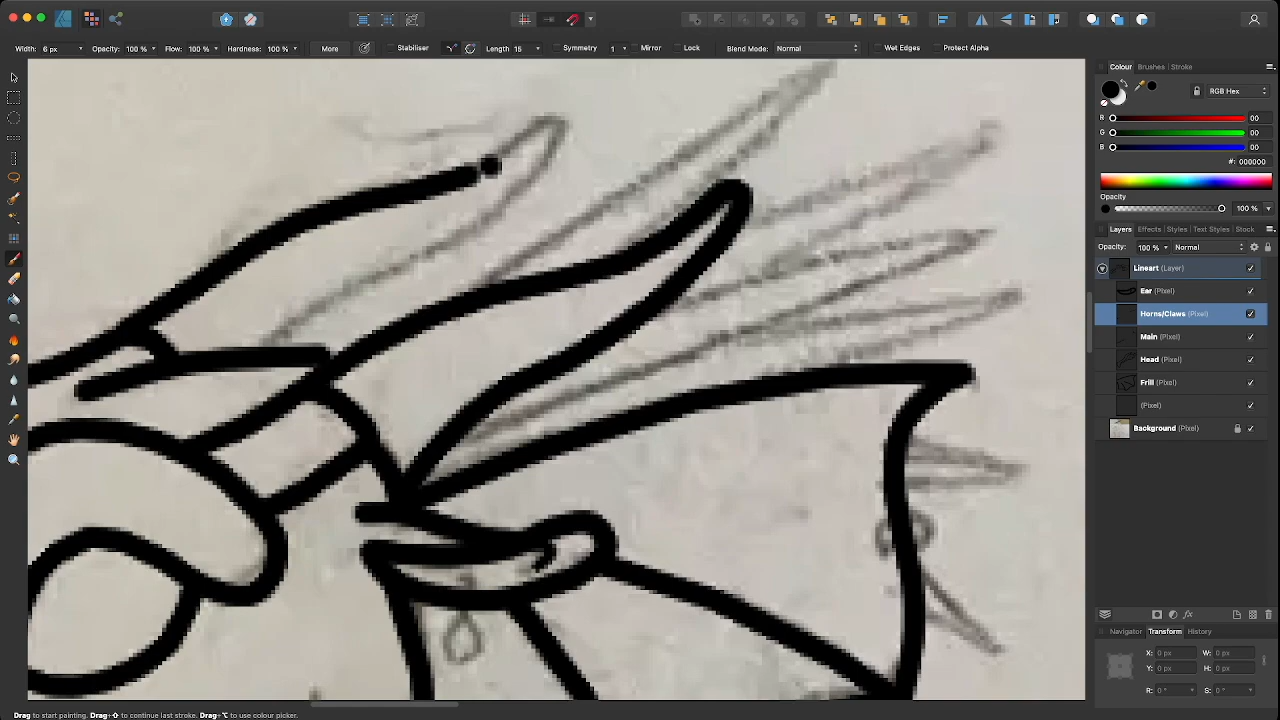 Width: 6 px Opacity: 100 % Flow: 100 % Hardness: 100 % More Stabiliser Length 15 Symmetry 1 Mirror Lock Blend Mode: Normal Wet Edges Protect Alpha
Colour Brushes Stroke
RGB Hex
R 00
G 00
B 00
#: 000000
Opacity
100 %
Layers Effects Styles Text Styles Stock
Opacity: 100 % Normal
Lineart (Layer)
Ear (Pixel)
Horns/Claws (Pixel)
Main (Pixel)
Head (Pixel)
Frill (Pixel)
(Pixel)
Background (Pixel)
fx
Navigator Transform History
X: 0 px W: 0 px
Y: 0 px H: 0 px
R: 0 ° S: 0 °
Drag to start painting. Drag+⇧ to continue last stroke. Drag+⌥ to use colour picker.